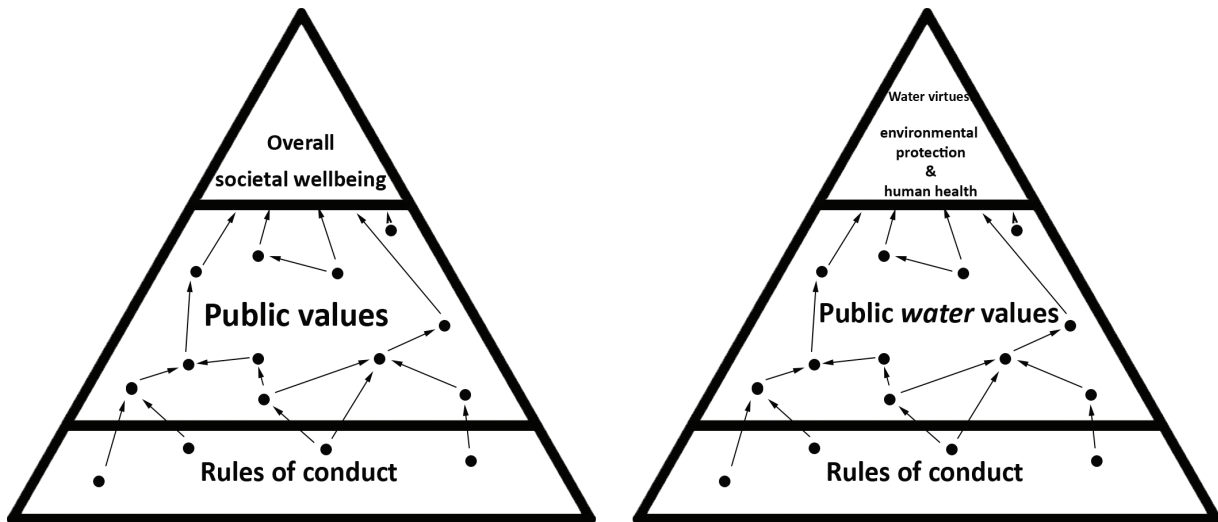 Overall
societal wellbeing
Public values
Rules of conduct
Water virtues
environmental
protection
&
human health
Public water values
Rules of conduct